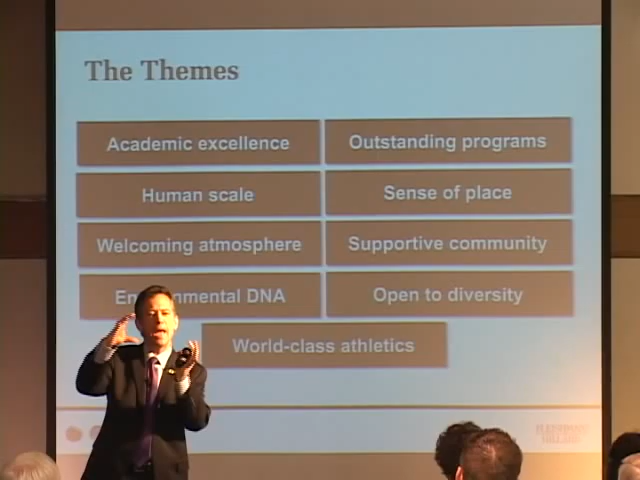 The Themes
Academic excellence
Outstanding programs
Human scale
Sense of place
Welcoming atmosphere
Supportive community
DNA
Open to diversity
World-class athletics